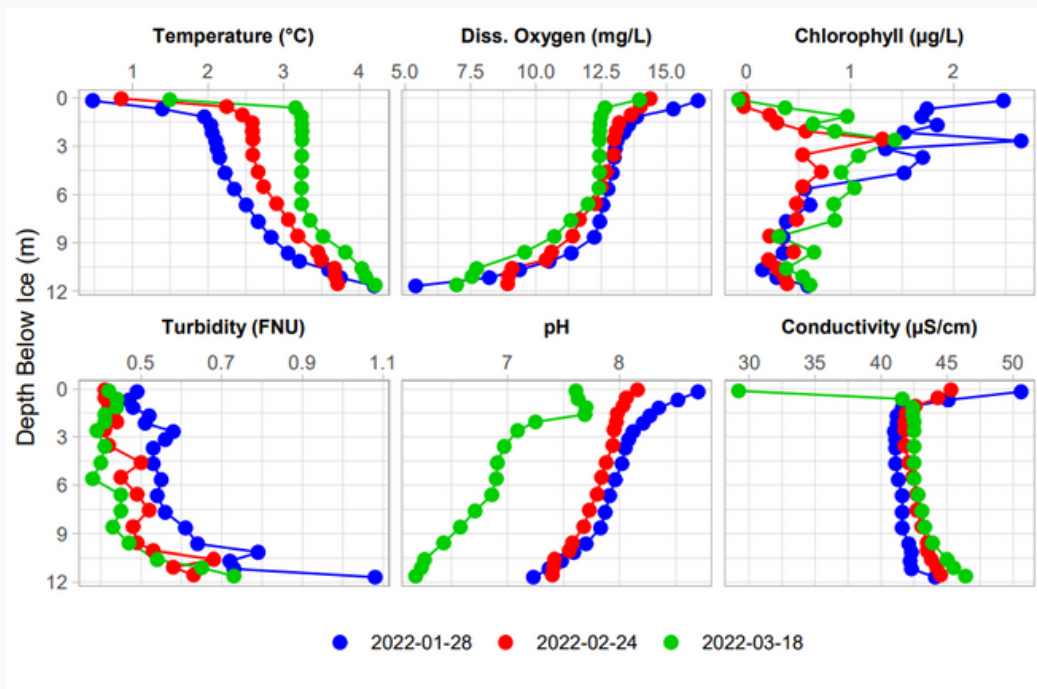 Temperature (°C) Diss. Oxygen (mg/L) Chlorophyll (µg/L)
1 2 3 4 5.0 7.5 10.0 12.5 15.0 0 1 2
0
3
6
9
12
Depth Below Ice (m)
Turbidity (FNU) pH Conductivity (µS/cm)
0.5 0.7 0.9 1.1 7 8 30 35 40 45 50
0
3
6
9
12
2022-01-28 2022-02-24 2022-03-18